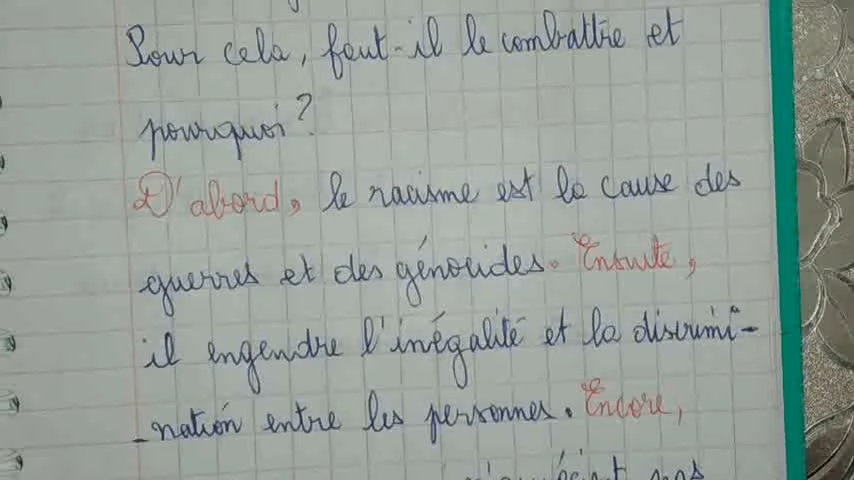 Pour cela, faut-il le combattre et
pourquoi?
D'abord, le racisme est la cause des
guerres et des génocides. Ensuite,
il engendre l'inégalité et la discrimi-
-nation entre les personnes. Encore,
pas